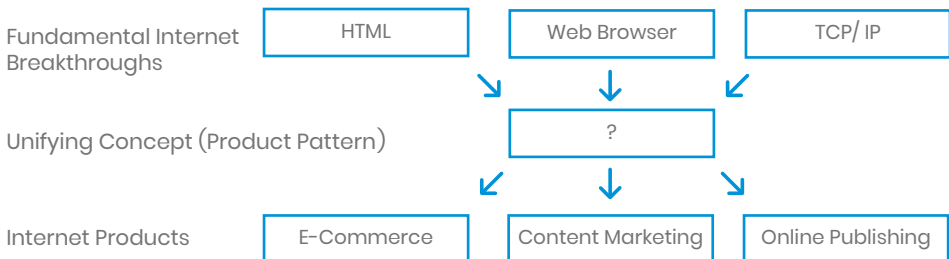 Fundamental Internet
Breakthroughs
HTML
Web Browser
TCP/ IP
Unifying Concept (Product Pattern)
?
Internet Products
E-Commerce
Content Marketing
Online Publishing